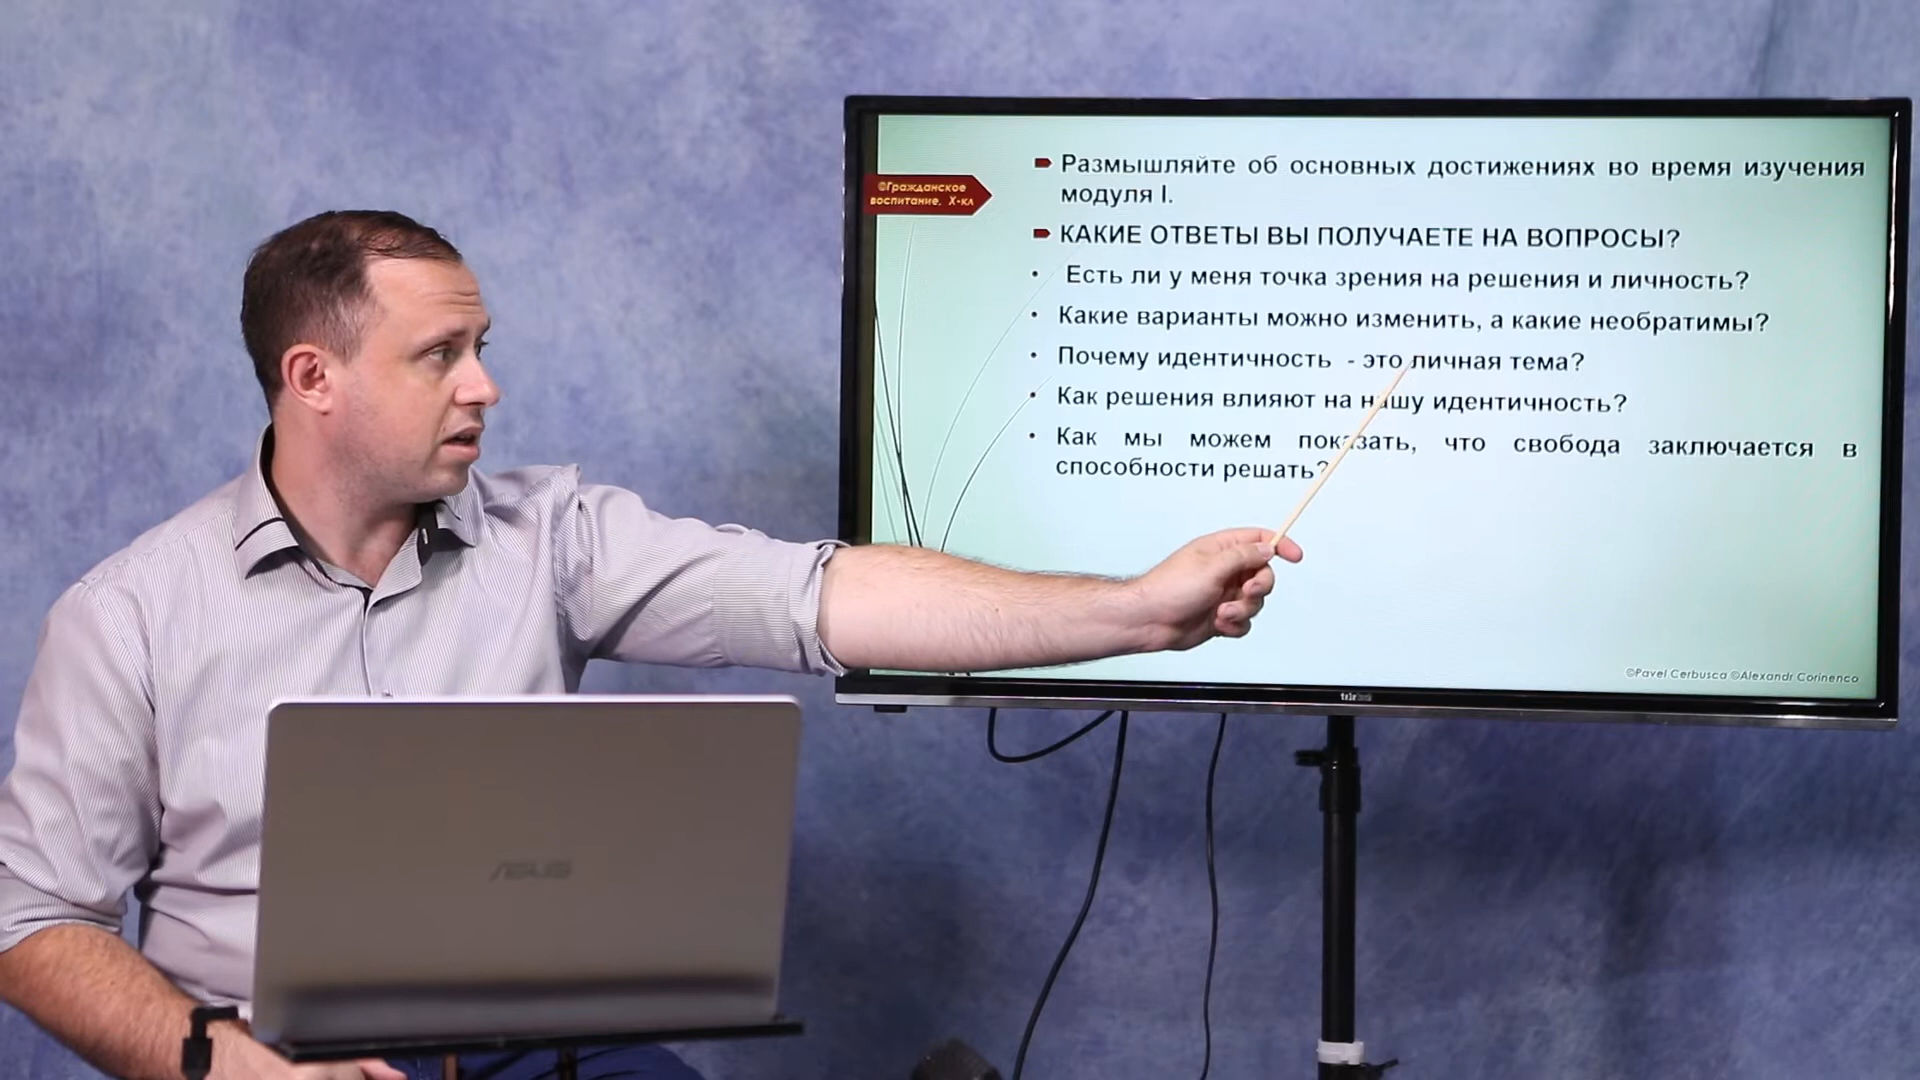 ©Гражданское
воспитание, X-кл
Размышляйте об основных достижениях во время изучения
модуля I.
КАКИЕ ОТВЕТЫ ВЫ ПОЛУЧАЕТЕ НА ВОПРОСЫ?
Есть ли у меня точка зрения на решения и личность?
Какие варианты можно изменить, а какие необратимы?
Почему идентичность - это личная тема?
Как решения влияют на нашу идентичность?
Как мы можем показать, что свобода заключается в
способности решать?
©Pavel Cerbusca ©Alexandr Corinenco
ASUS